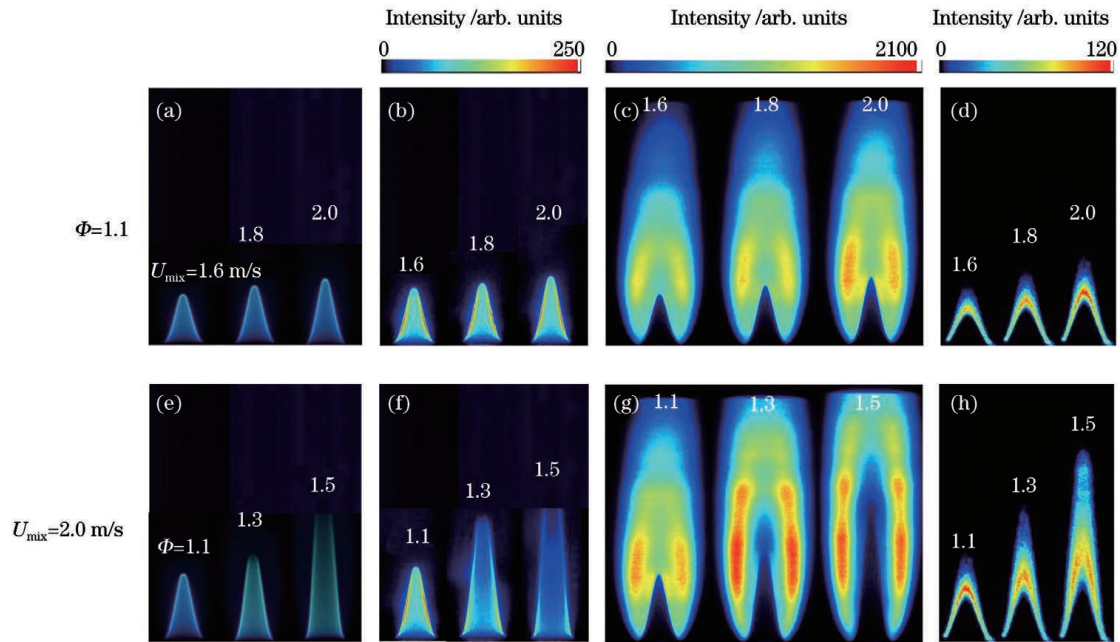 Intensity /arb. units Intensity /arb. units Intensity /arb. units
0 250 0 2100 0 120
(a) (b) (c) (d)
1.6 1.8 2.0
2.0 2.0 2.0
1.8 1.8 1.8
Φ=1.1
U_mix=1.6 m/s 1.6 1.6
(e) (f) (g) (h)
1.1 1.3 1.5
1.5 1.5 1.5
1.3 1.3 1.3
U_mix=2.0 m/s
Φ=1.1 1.1 1.1